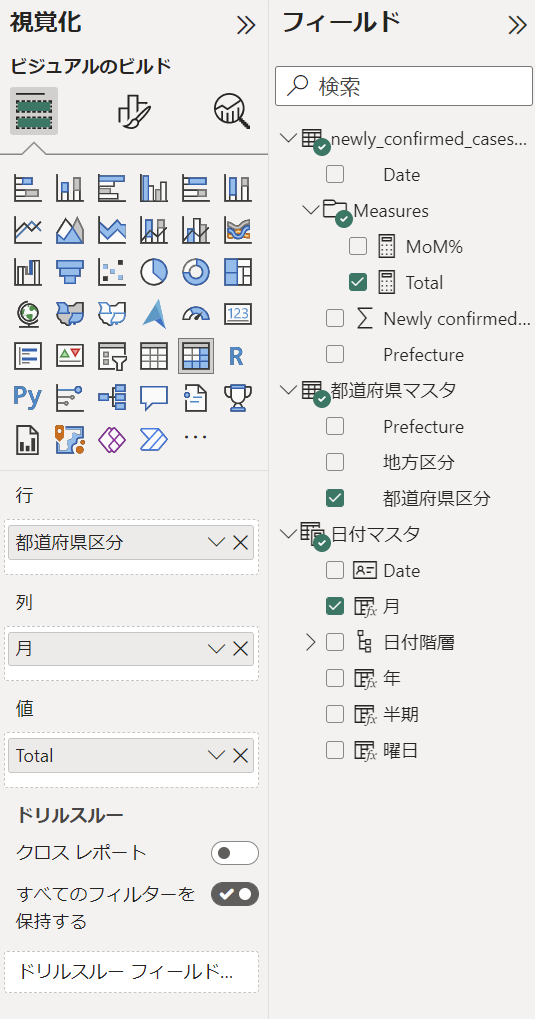 視覚化
ビジュアルのビルド
123
R
Py
...
行
都道府県区分
列
月
値
Total
ドリルスルー
クロス レポート
すべてのフィルターを
保持する
ドリルスルー フィールド...
フィールド
検索
newly_confirmed_cases...
Date
Measures
MoM%
Total
Newly confirmed...
Prefecture
都道府県マスタ
Prefecture
地方区分
都道府県区分
日付マスタ
Date
月
日付階層
年
半期
曜日